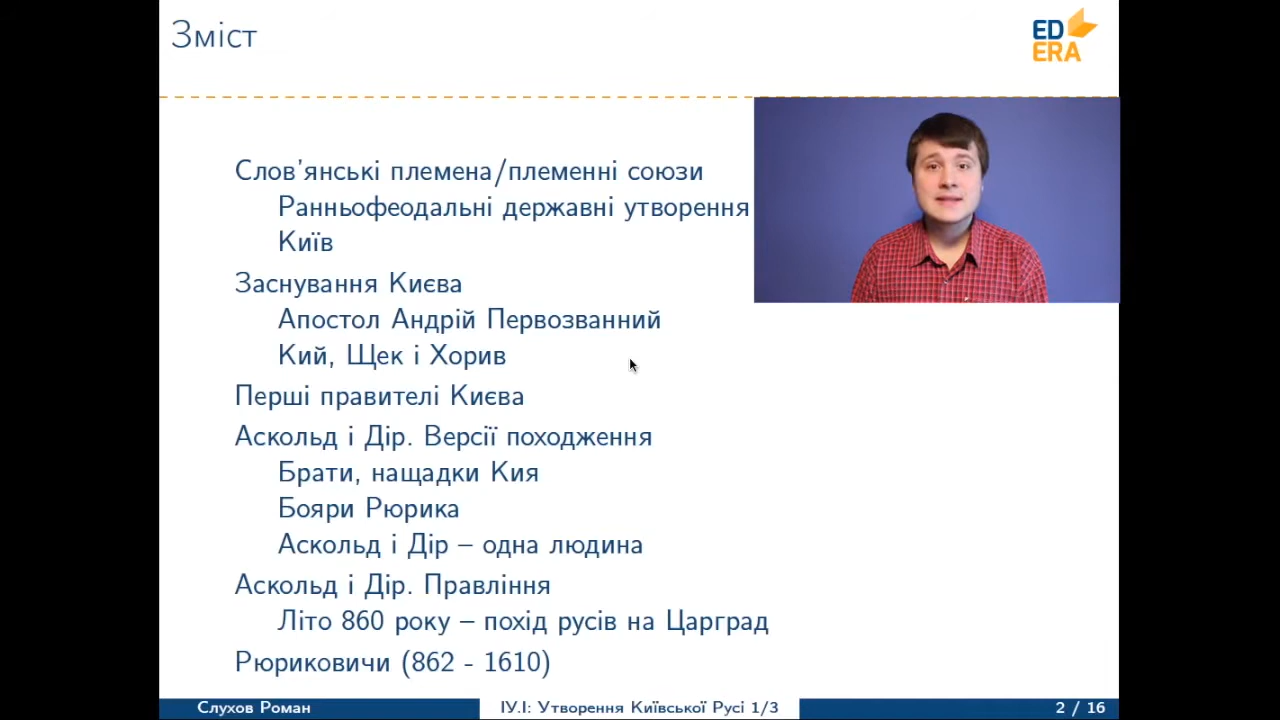 Зміст
ED
ERA
Слов'янські племена/племенні союзи
Ранньофеодальні державні утворення
Київ
Заснування Києва
Апостол Андрій Первозванний
Кий, Щек і Хорив
Перші правителі Києва
Аскольд і Дір. Версії походження
Брати, нащадки Кия
Бояри Рюрика
Аскольд і Дір – одна людина
Аскольд і Дір. Правління
Літо 860 року – похід русів на Царград
Рюриковичи (862 - 1610)
Слухов Роман
IV.I: Утворення Київської Русі 1/3
2 / 16